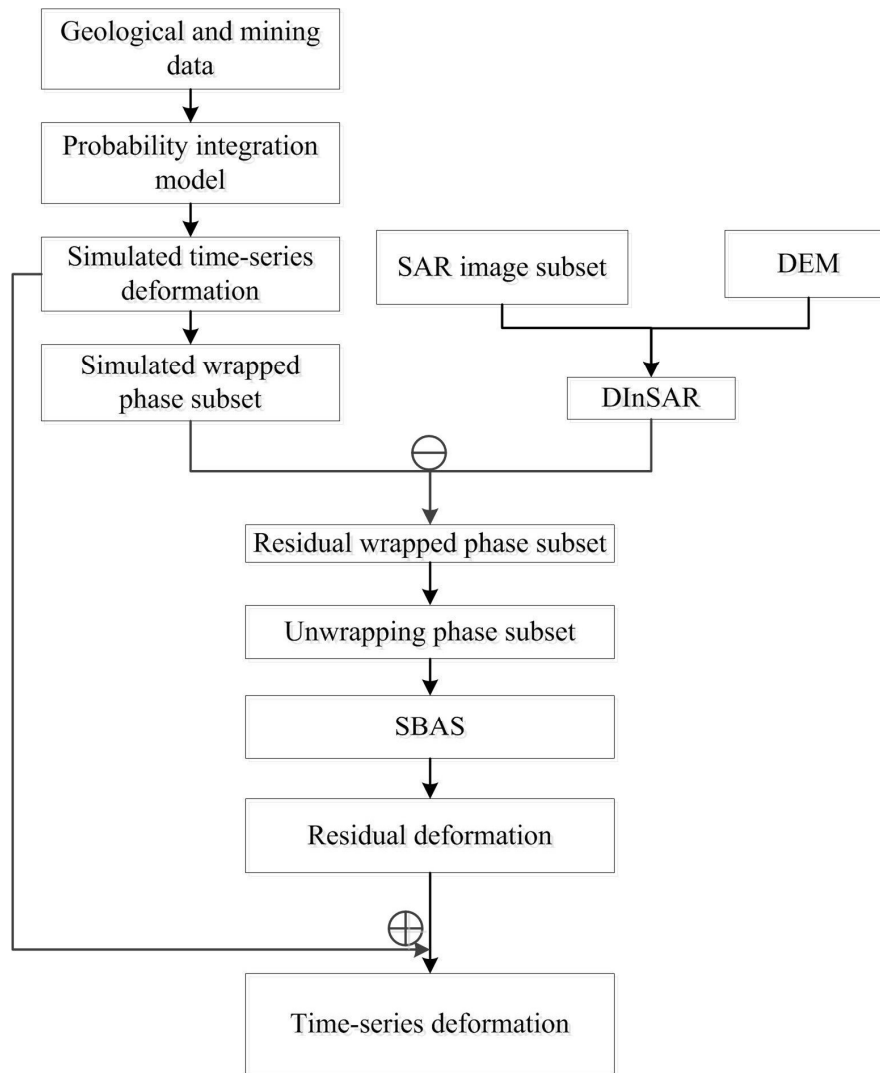 Geological and mining
data
Probability integration
model
Simulated time-series
deformation
SAR image subset
DEM
Simulated wrapped
phase subset
DInSAR
Residual wrapped phase subset
Unwrapping phase subset
SBAS
Residual deformation
Time-series deformation